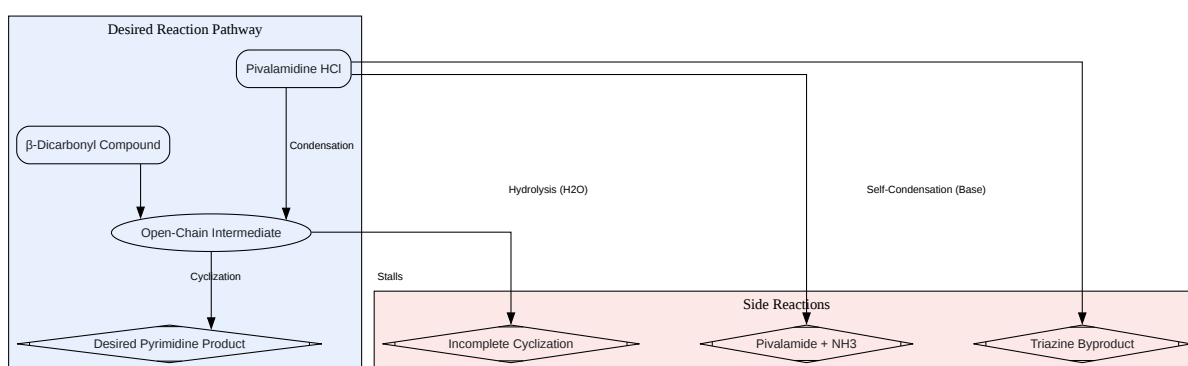 Desired Reaction Pathway
Pivalamidine HCl
β-Dicarbonyl Compound
Condensation
Hydrolysis (H2O)
Self-Condensation (Base)
Open-Chain Intermediate
Cyclization
Stalls
Side Reactions
Desired Pyrimidine Product
Incomplete Cyclization
Pivalamide + NH3
Triazine Byproduct